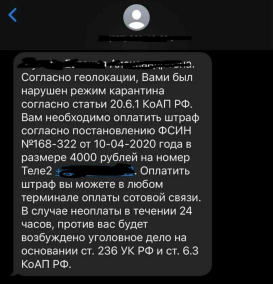 Согласно геолокации, Вами был
нарушен режим карантина
согласно статьи 20.6.1 КоАП РФ.
Вам необходимо оплатить штраф
согласно постановлению ФСИН
№168-322 от 10-04-2020 года в
размере 4000 рублей на номер
Теле2 . Оплатить
штраф вы можете в любом
терминале оплаты сотовой связи.
В случае неоплаты в течении 24
часов, против вас будет
возбуждено уголовное дело на
основании ст. 236 УК РФ и ст. 6.3
КоАП РФ.